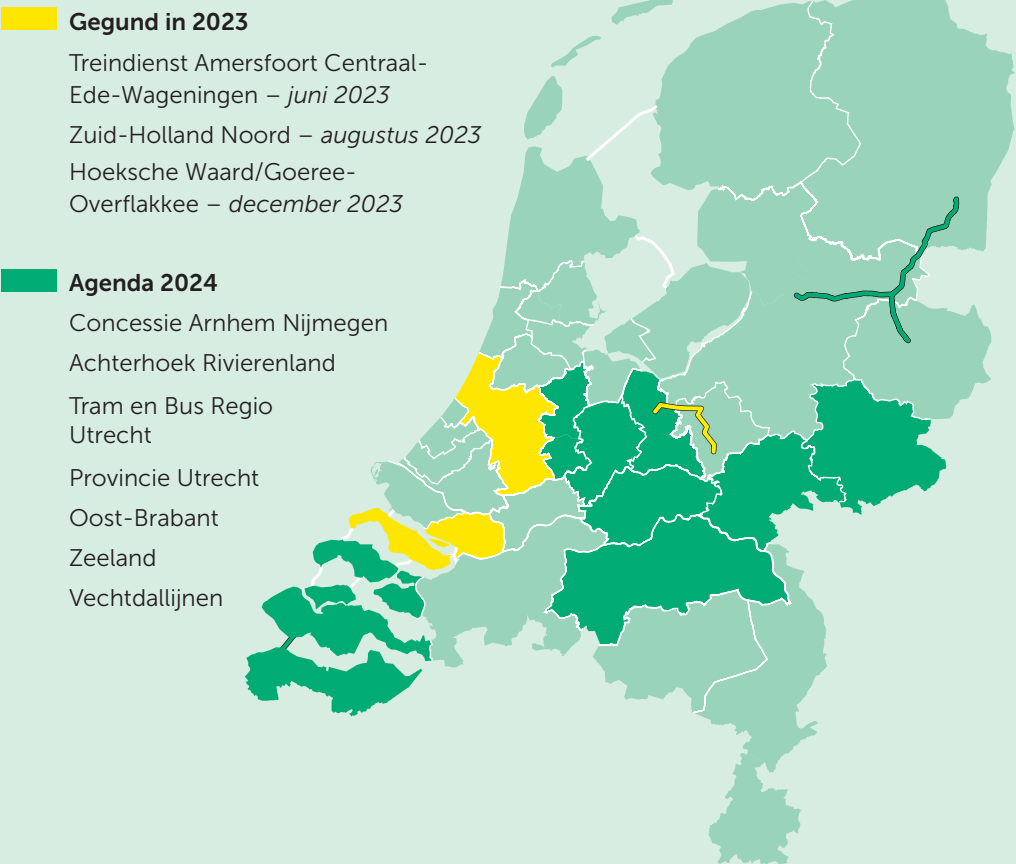 Gegund in 2023
Treindienst Amersfoort Centraal-
Ede-Wageningen – juni 2023
Zuid-Holland Noord – augustus 2023
Hoeksche Waard/Goeree-
Overflakkee – december 2023
Agenda 2024
Concessie Arnhem Nijmegen
Achterhoek Rivierenland
Tram en Bus Regio
Utrecht
Provincie Utrecht
Oost-Brabant
Zeeland
Vechtdallijnen